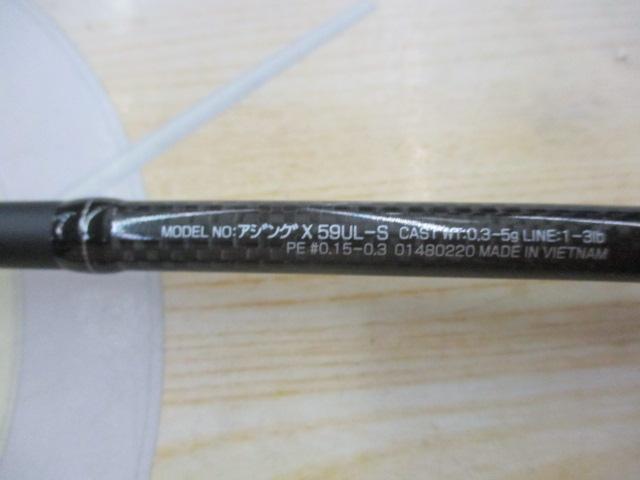 MODEL NO:アジングX 59UL-S CAST WT:0.3-5g LINE:1-3lb
PE #0.15-0.3 01480220 MADE IN VIETNAM